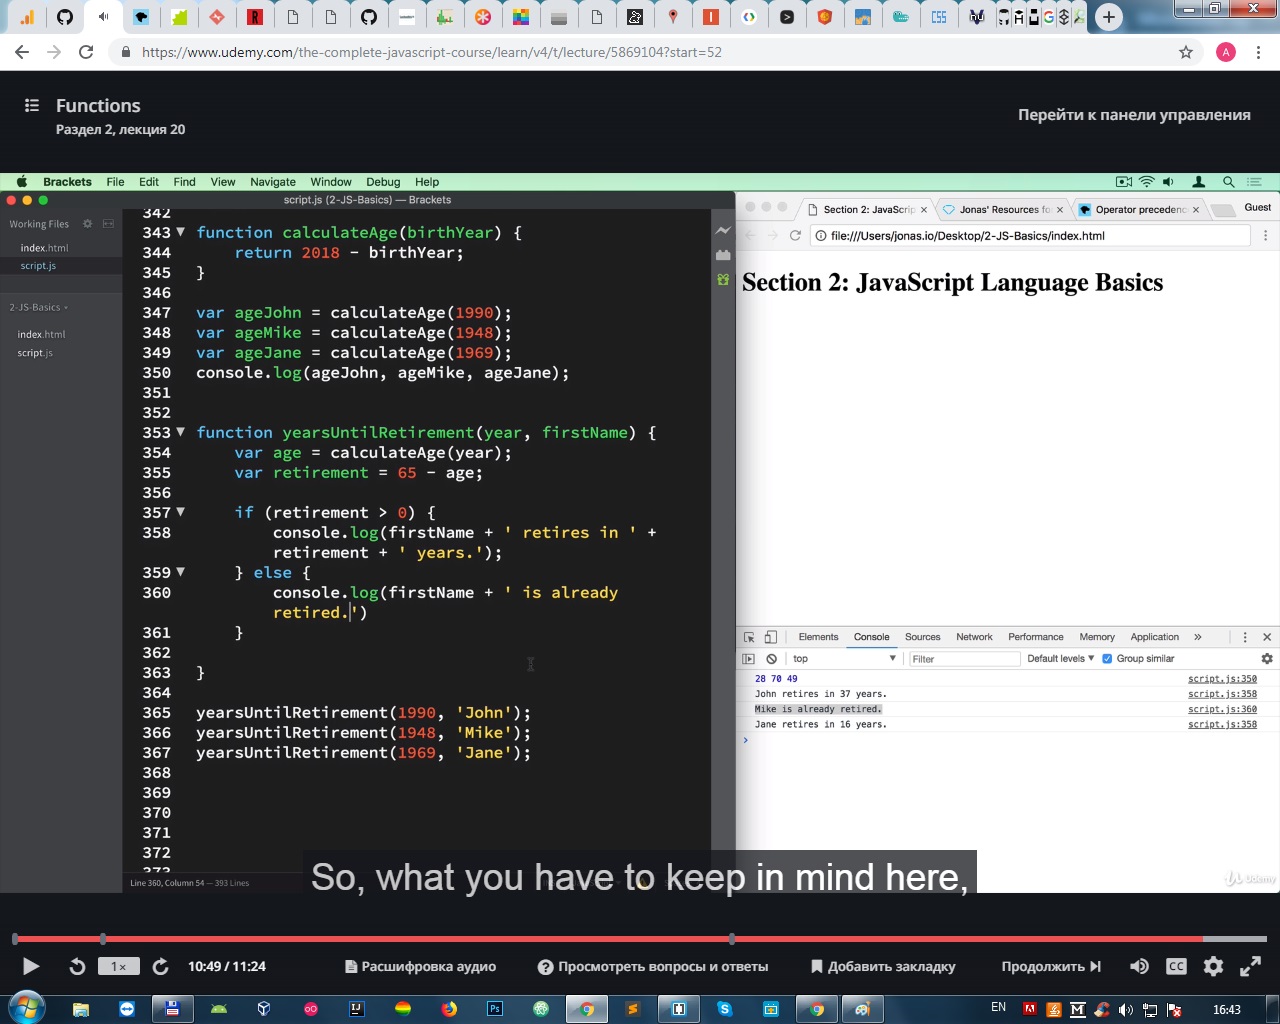 https://www.udemy.com/the-complete-javascript-course/learn/v4/t/lecture/5869104?start=52
A
Functions
Раздел 2, лекция 20
Перейти к панели управления
Brackets File Edit Find View Navigate Window Debug Help
script.js (2-JS-Basics) — Brackets
Working Files
index.html
script.js
2-JS-Basics
index.html
script.js
342
343 function calculateAge(birthYear) {
344 return 2018 - birthYear;
345 }
346
347 var ageJohn = calculateAge(1990);
348 var ageMike = calculateAge(1948);
349 var ageJane = calculateAge(1969);
350 console.log(ageJohn, ageMike, ageJane);
351
352
353 function yearsUntilRetirement(year, firstName) {
354 var age = calculateAge(year);
355 var retirement = 65 - age;
356
357 if (retirement > 0) {
358 console.log(firstName + ' retires in ' +
retirement + ' years.');
359 } else {
360 console.log(firstName + ' is already
retired.')
361 }
362
363 }
364
365 yearsUntilRetirement(1990, 'John');
366 yearsUntilRetirement(1948, 'Mike');
367 yearsUntilRetirement(1969, 'Jane');
368
369
370
371
372
Line 360, Column 54 — 393 Lines
Section 2: JavaScrip
Jonas' Resources fo
Operator precedenc
Guest
file:///Users/jonas.io/Desktop/2-JS-Basics/index.html
Section 2: JavaScript Language Basics
Elements Console Sources Network Performance Memory Application »
top Filter Default levels Group similar
28 70 49 script.js:350
John retires in 37 years. script.js:358
Mike is already retired. script.js:360
Jane retires in 16 years. script.js:358
So, what you have to keep in mind here,
Udemy
1×
10:49 / 11:24
Расшифровка аудио
Просмотреть вопросы и ответы
Добавить закладку
Продолжить
CC
EN
16:43